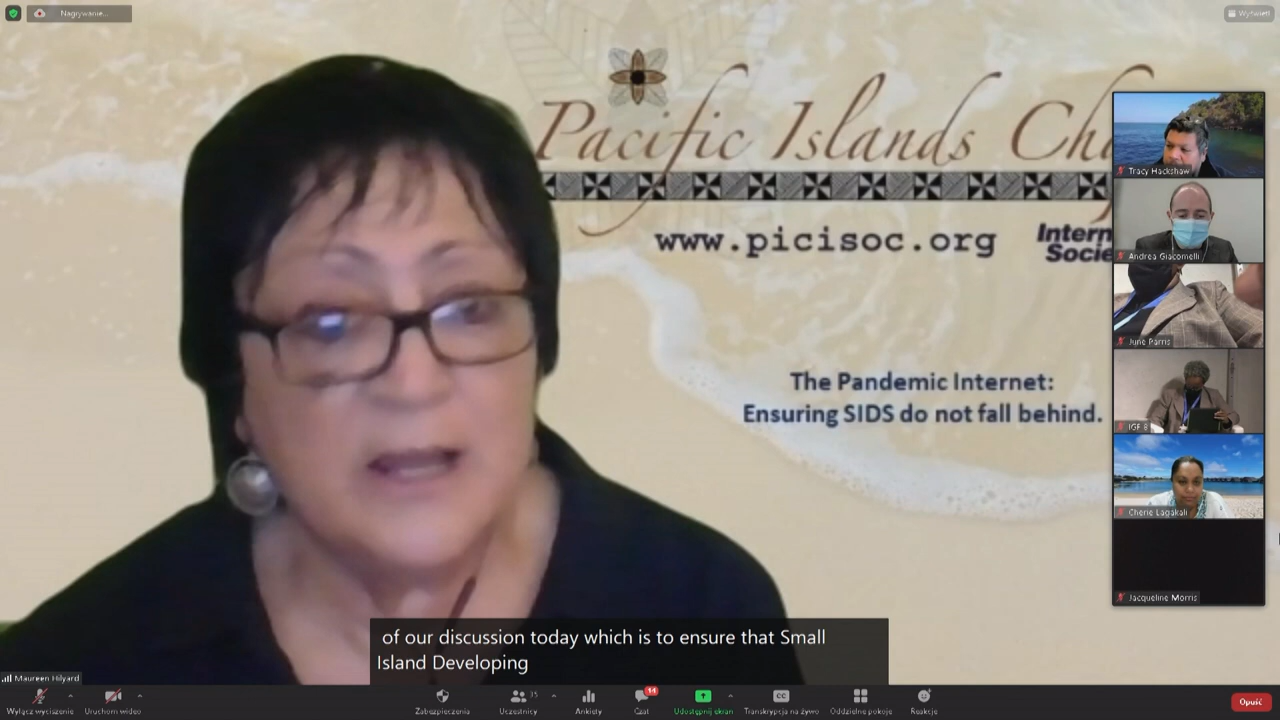 Nagrywanie...
Wyświetl
Pacific Islands Ch
www.picisoc.org
Intern
Socie
The Pandemic Internet:
Ensuring SIDS do not fall behind.
Tracy Hackshaw
Andrea Giacomelli
June Parris
IGF 8
Cherie Lagakali
Jacqueline Morris
of our discussion today which is to ensure that Small
Island Developing
Maureen Hilyard
Wyłącz wyciszenie
Uruchom wideo
Zabezpieczenia
35
Uczestnicy
Ankiety
14
Czat
Udostępnij ekran
CC
Transkrypcja na żywo
Oddzielne pokoje
Reakcje
Opuść